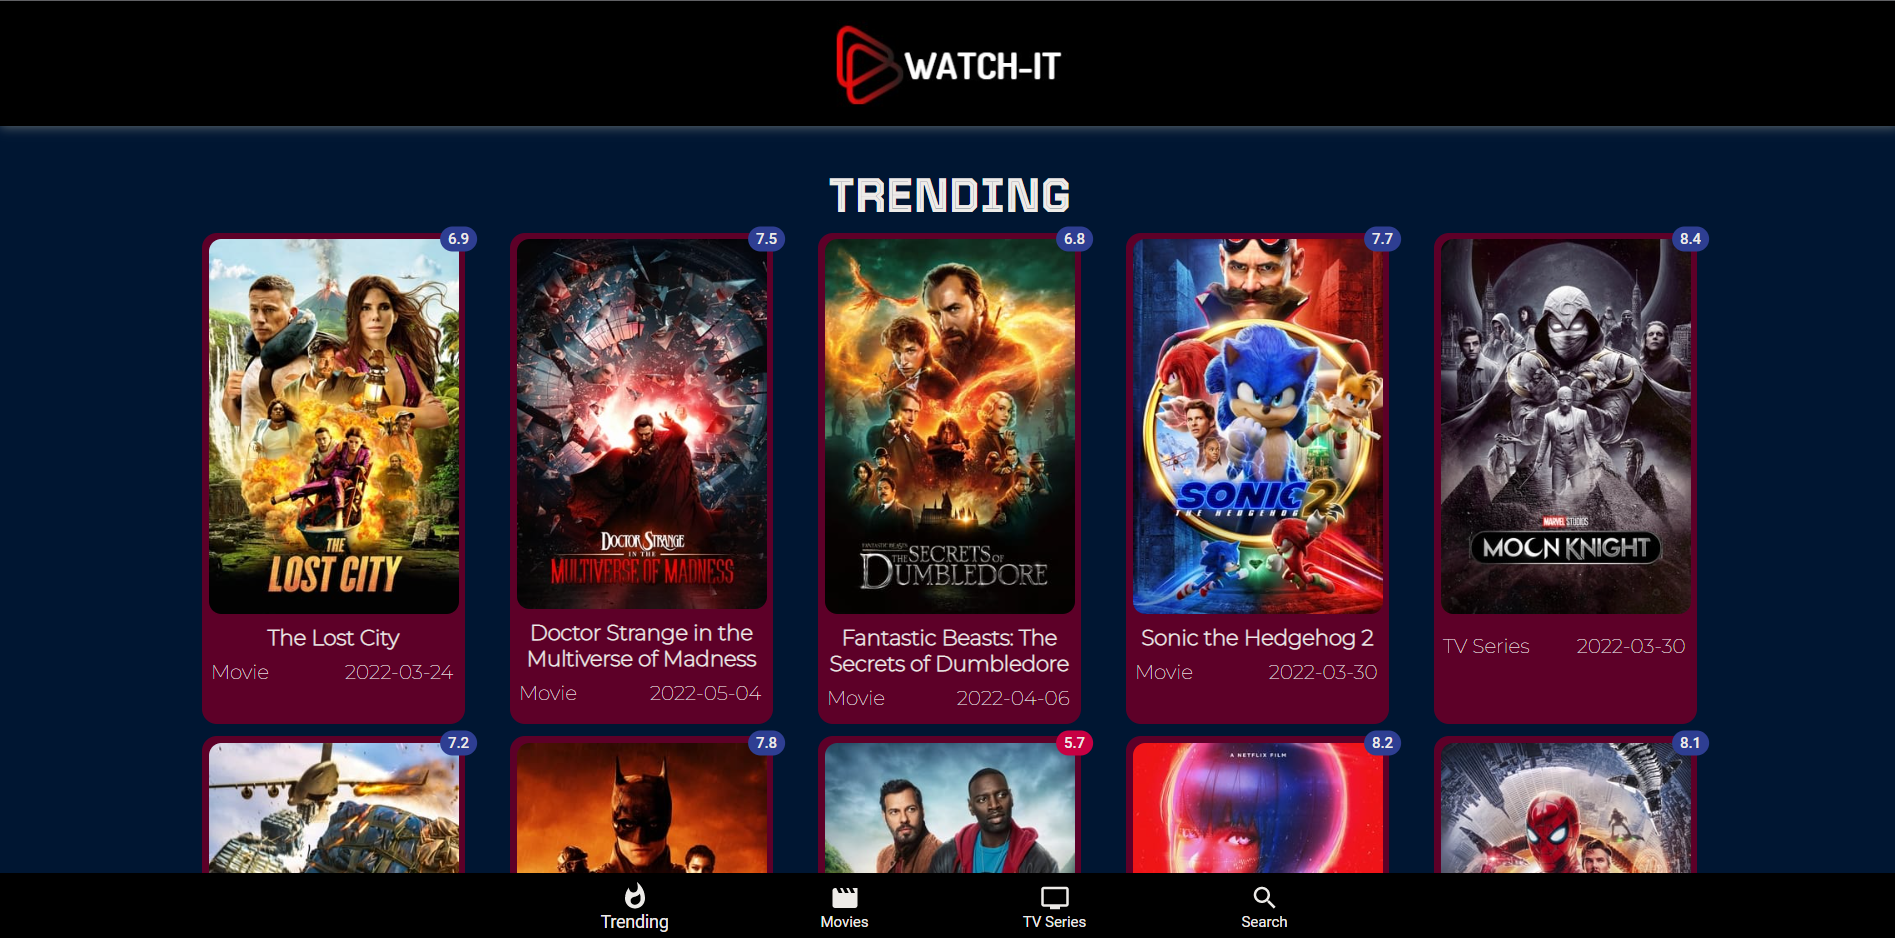 WATCH-IT
TRENDING
6.9
7.5
6.8
7.7
8.4
THE
LOST CITY
DOCTOR STRANGE
IN THE
MULTIVERSE OF MADNESS
FANTASTIC BEASTS
THE SECRETS OF
DUMBLEDORE
SONIC 2
THE HEDGEHOG
MARVEL STUDIOS
MOON KNIGHT
The Lost City
Movie 2022-03-24
Doctor Strange in the
Multiverse of Madness
Movie 2022-05-04
Fantastic Beasts: The
Secrets of Dumbledore
Movie 2022-04-06
Sonic the Hedgehog 2
Movie 2022-03-30
TV Series 2022-03-30
7.2
7.8
5.7
8.2
8.1
A NETFLIX FILM
Trending
Movies
TV Series
Search